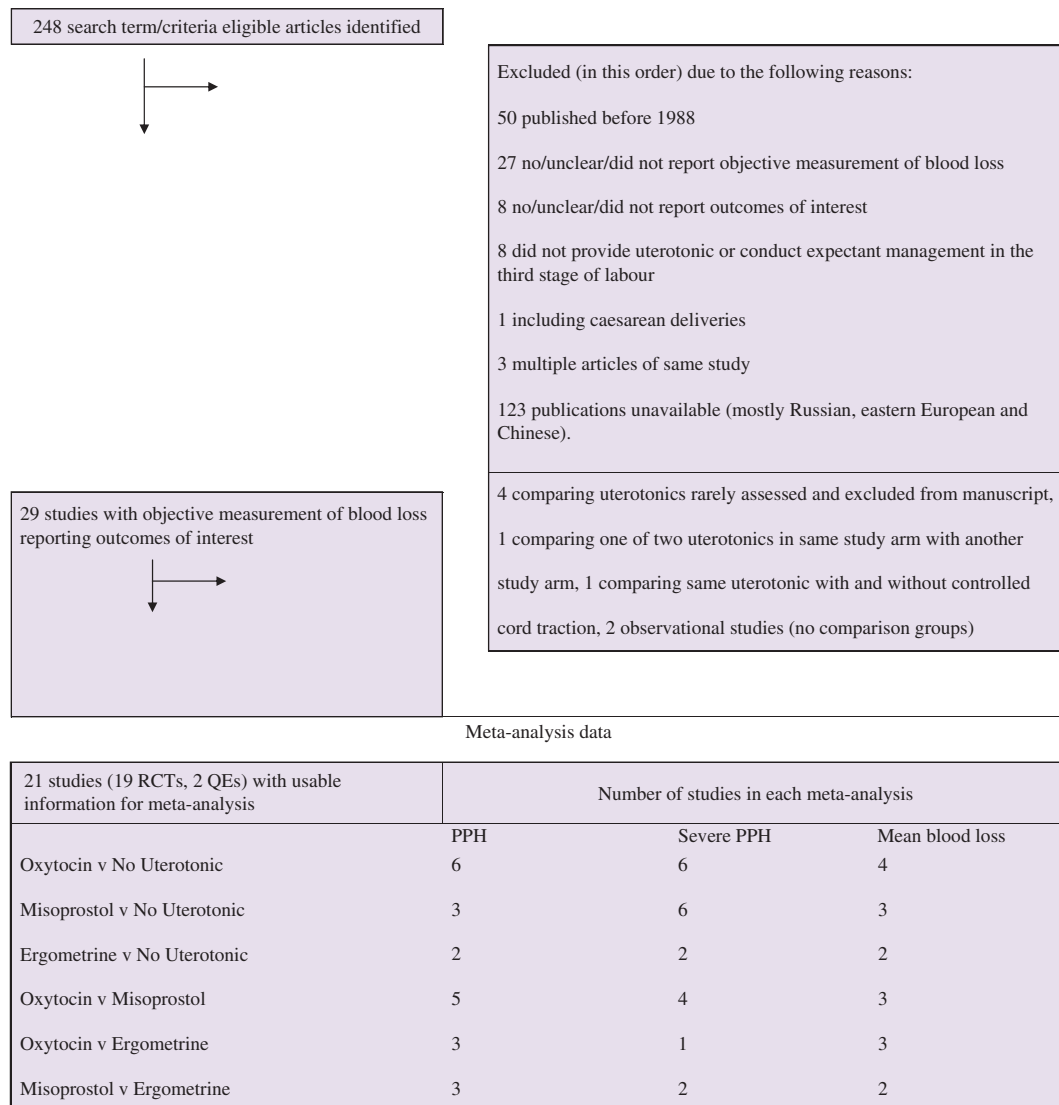 248 search term/criteria eligible articles identified
Excluded (in this order) due to the following reasons:
50 published before 1988
27 no/unclear/did not report objective measurement of blood loss
8 no/unclear/did not report outcomes of interest
8 did not provide uterotonic or conduct expectant management in the
third stage of labour
1 including caesarean deliveries
3 multiple articles of same study
123 publications unavailable (mostly Russian, eastern European and
Chinese).
29 studies with objective measurement of blood loss
reporting outcomes of interest
4 comparing uterotonics rarely assessed and excluded from manuscript,
1 comparing one of two uterotonics in same study arm with another
study arm, 1 comparing same uterotonic with and without controlled
cord traction, 2 observational studies (no comparison groups)
Meta-analysis data
21 studies (19 RCTs, 2 QEs) with usable
information for meta-analysis
Number of studies in each meta-analysis
PPH Severe PPH Mean blood loss
Oxytocin v No Uterotonic 6 6 4
Misoprostol v No Uterotonic 3 6 3
Ergometrine v No Uterotonic 2 2 2
Oxytocin v Misoprostol 5 4 3
Oxytocin v Ergometrine 3 1 3
Misoprostol v Ergometrine 3 2 2